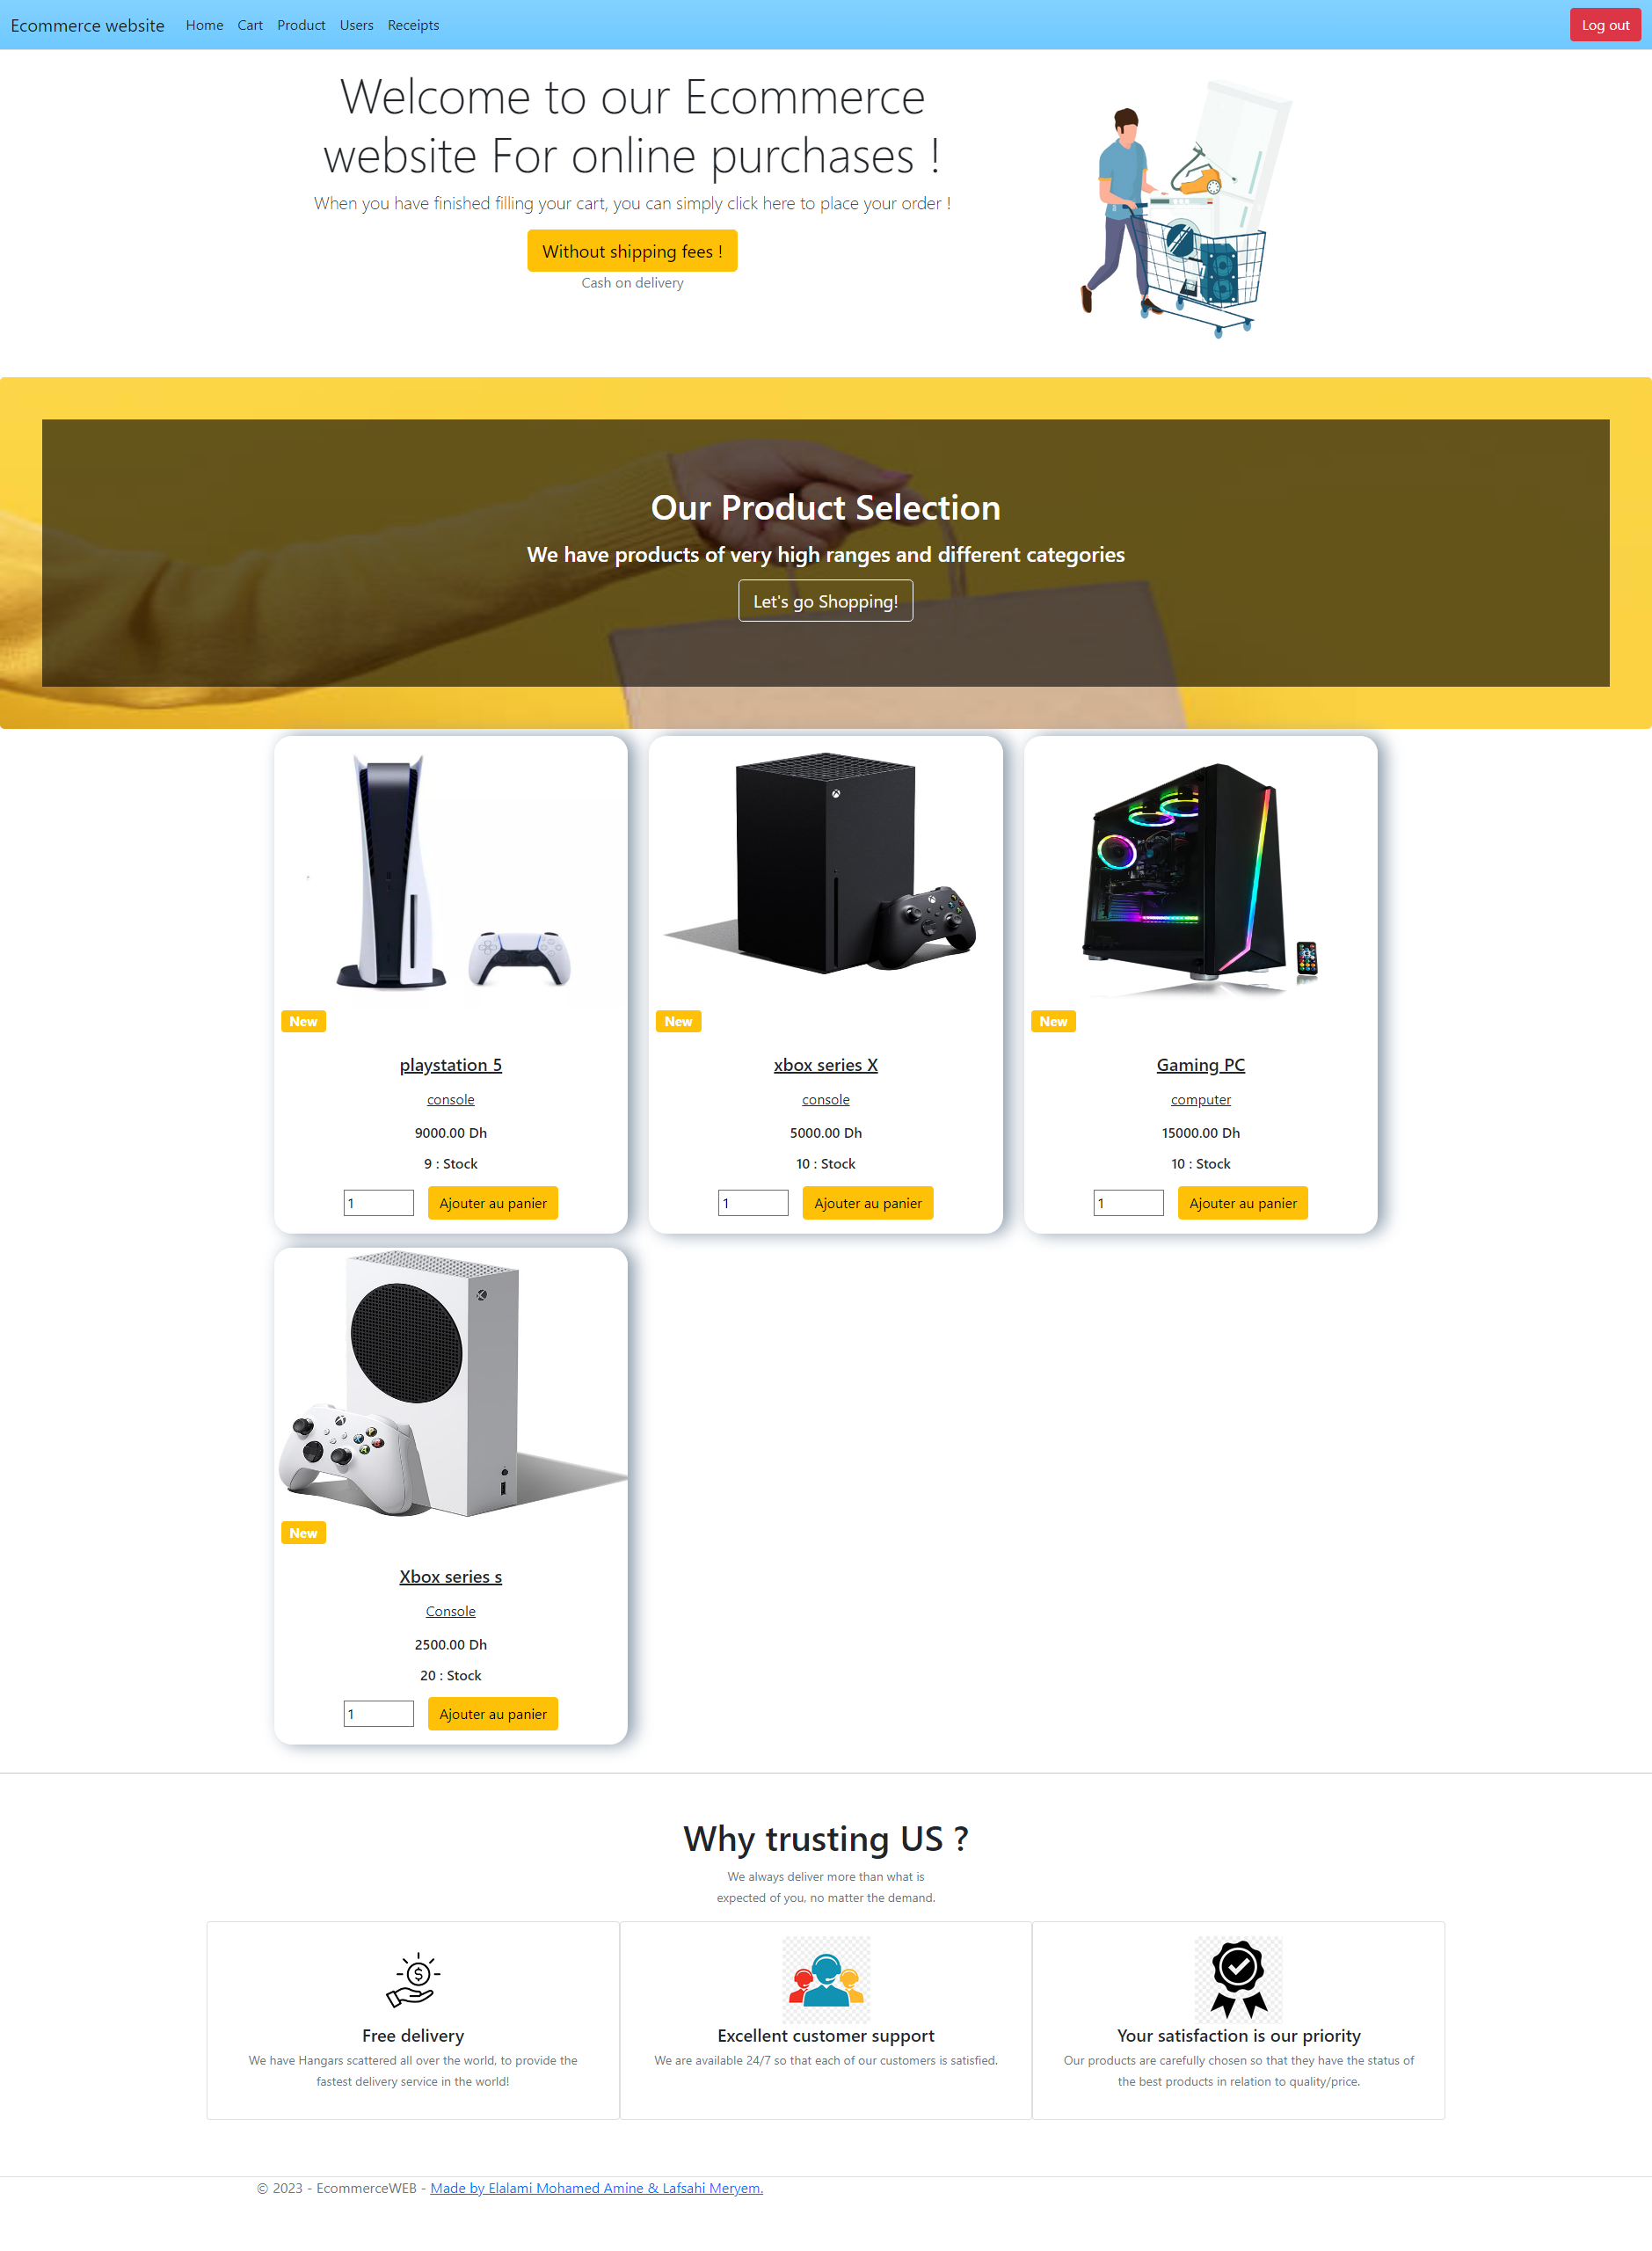 Ecommerce website Home Cart Product Users Receipts Log out
Welcome to our Ecommerce
website For online purchases !
When you have finished filling your cart, you can simply click here to place your order !
Without shipping fees !
Cash on delivery
Our Product Selection
We have products of very high ranges and different categories
Let's go Shopping!
New
playstation 5
console
9000.00 Dh
9 : Stock
1 Ajouter au panier
New
xbox series X
console
5000.00 Dh
10 : Stock
1 Ajouter au panier
New
Gaming PC
computer
15000.00 Dh
10 : Stock
1 Ajouter au panier
New
Xbox series s
Console
2500.00 Dh
20 : Stock
1 Ajouter au panier
Why trusting US ?
We always deliver more than what is
expected of you, no matter the demand.
Free delivery
We have Hangars scattered all over the world, to provide the
fastest delivery service in the world!
Excellent customer support
We are available 24/7 so that each of our customers is satisfied.
Your satisfaction is our priority
Our products are carefully chosen so that they have the status of
the best products in relation to quality/price.
© 2023 - EcommerceWEB - Made by Elalami Mohamed Amine & Lafsahi Meryem.